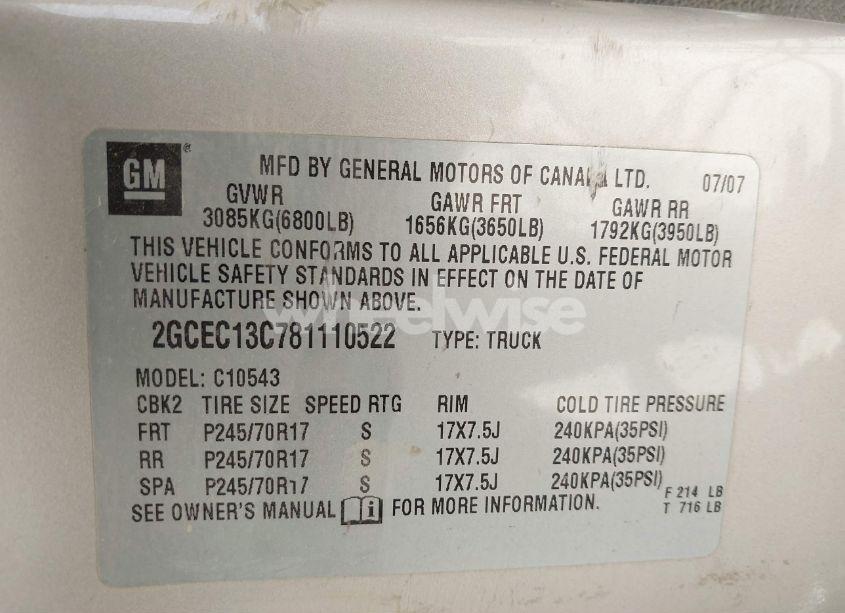 GM ®
MFD BY GENERAL MOTORS OF CANADA LTD. 07/07
GVWR GAWR FRT GAWR RR
3085KG(6800LB) 1656KG(3650LB) 1792KG(3950LB)
THIS VEHICLE CONFORMS TO ALL APPLICABLE U.S. FEDERAL MOTOR
VEHICLE SAFETY STANDARDS IN EFFECT ON THE DATE OF
MANUFACTURE SHOWN ABOVE.
wheelwise
2GCEC13C781110522 TYPE: TRUCK
MODEL: C10543
CBK2 TIRE SIZE SPEED RTG RIM COLD TIRE PRESSURE
FRT P245/70R17 S 17X7.5J 240KPA(35PSI)
RR P245/70R17 S 17X7.5J 240KPA(35PSI)
SPA P245/70R17 S 17X7.5J 240KPA(35PSI)
F 214 LB
SEE OWNER'S MANUAL i FOR MORE INFORMATION. T 716 LB